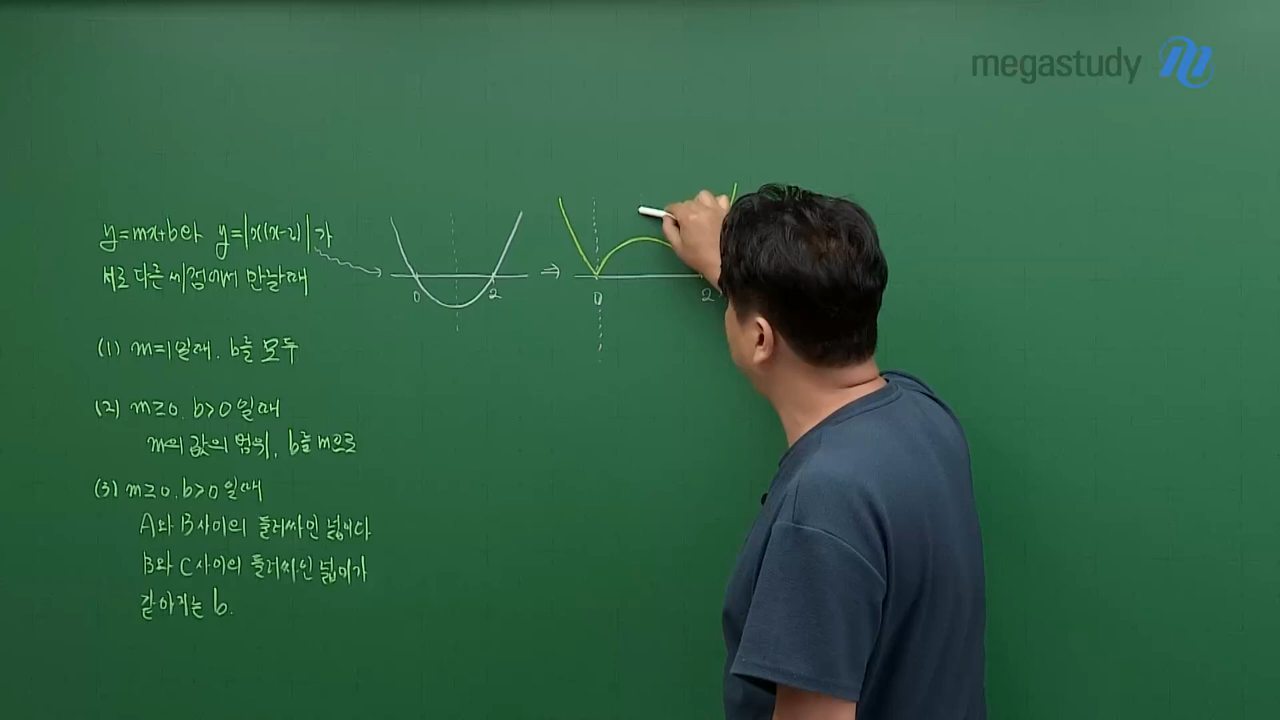 megastudy
y=mx+b와 y=|x(x-2)|가
서로 다른 세 점에서 만날 때
0 2 ⇒ 0 2
(1) m=1일 때, b를 모두
(2) m≥0, b>0일 때
m의 값의 범위, b를 m으로
(3) m≥0, b>0일 때
A와 B사이의 둘러싸인 넓이와
B와 C사이의 둘러싸인 넓이가
같아지는 b.